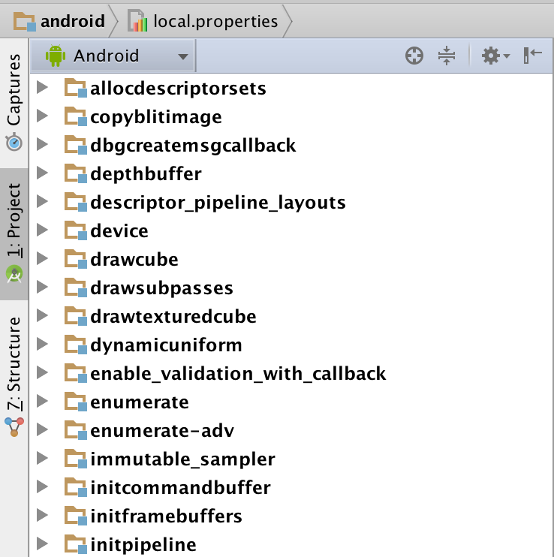 android local.properties
Captures
1: Project
Z: Structure
Android
allocdescriptorsets
copyblitimage
dbgcreatemsgcallback
depthbuffer
descriptor_pipeline_layouts
device
drawcube
drawsubpasses
drawtexturedcube
dynamicuniform
enable_validation_with_callback
enumerate
enumerate-adv
immutable_sampler
initcommandbuffer
initframebuffers
initpipeline